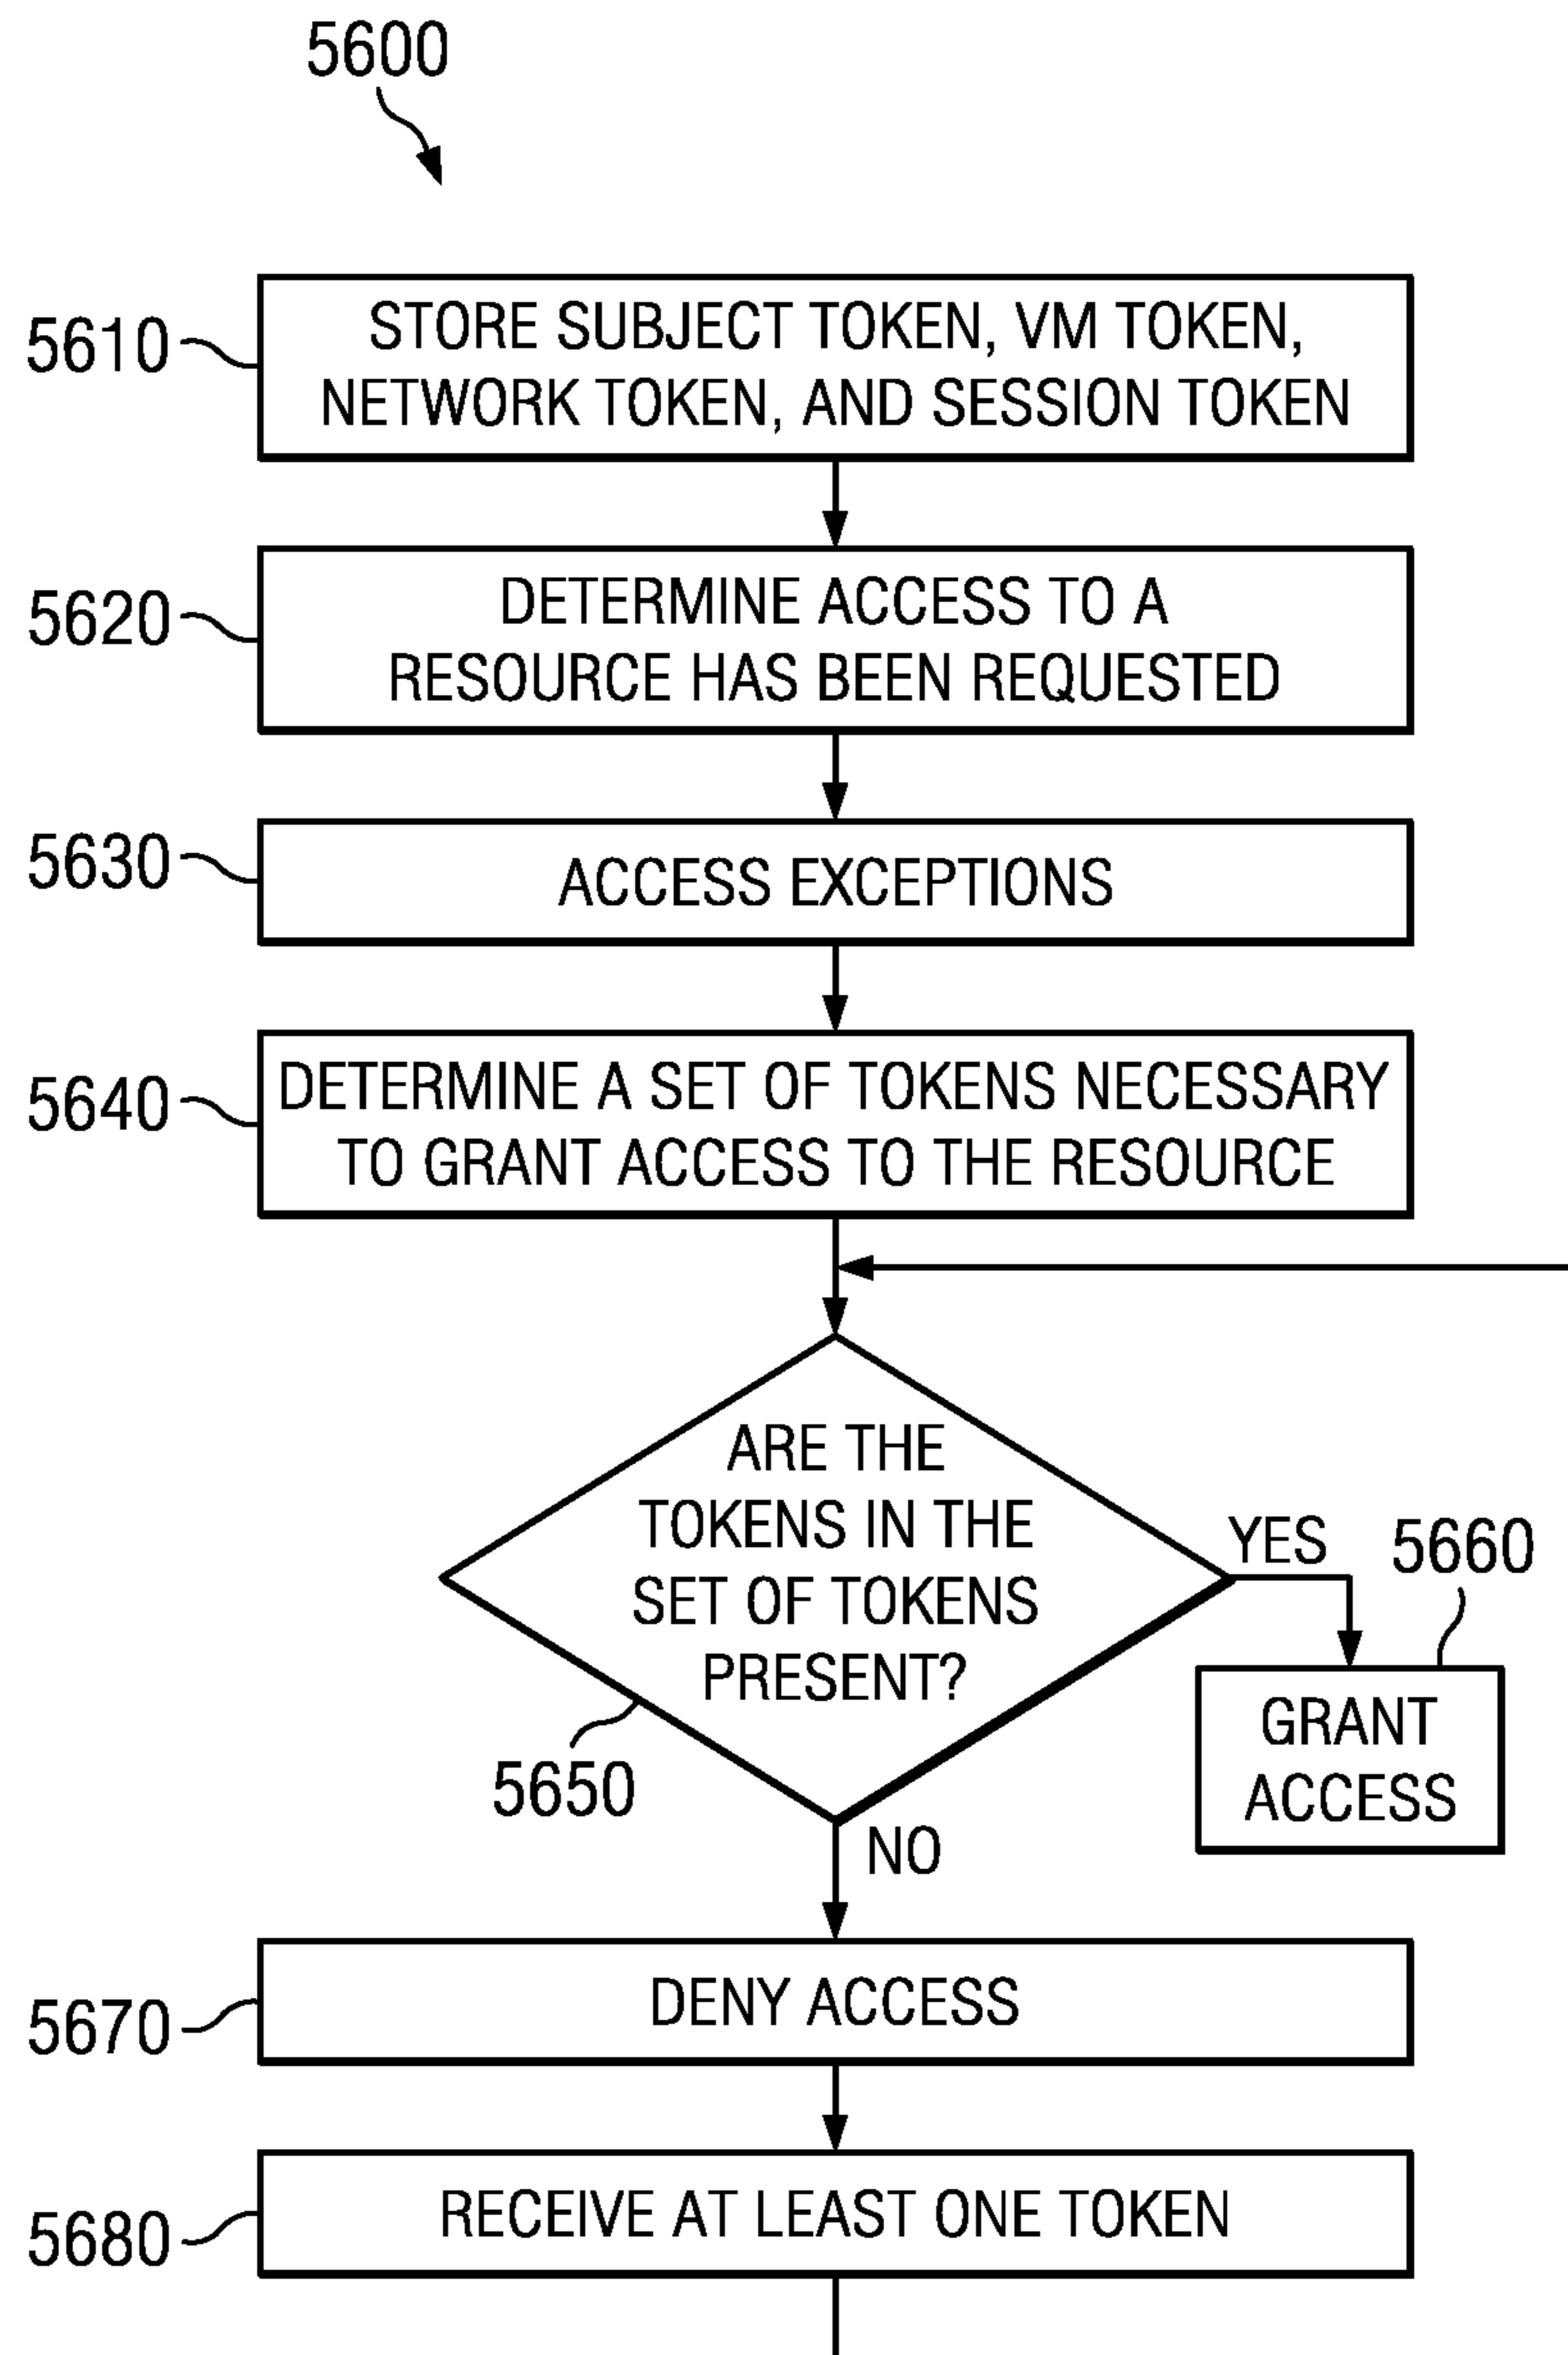 5600
5610
STORE SUBJECT TOKEN, VM TOKEN,
NETWORK TOKEN, AND SESSION TOKEN
5620
DETERMINE ACCESS TO A
RESOURCE HAS BEEN REQUESTED
5630
ACCESS EXCEPTIONS
5640
DETERMINE A SET OF TOKENS NECESSARY
TO GRANT ACCESS TO THE RESOURCE
ARE THE
TOKENS IN THE
SET OF TOKENS
PRESENT?
5650
YES
5660
GRANT
ACCESS
NO
5670
DENY ACCESS
5680
RECEIVE AT LEAST ONE TOKEN